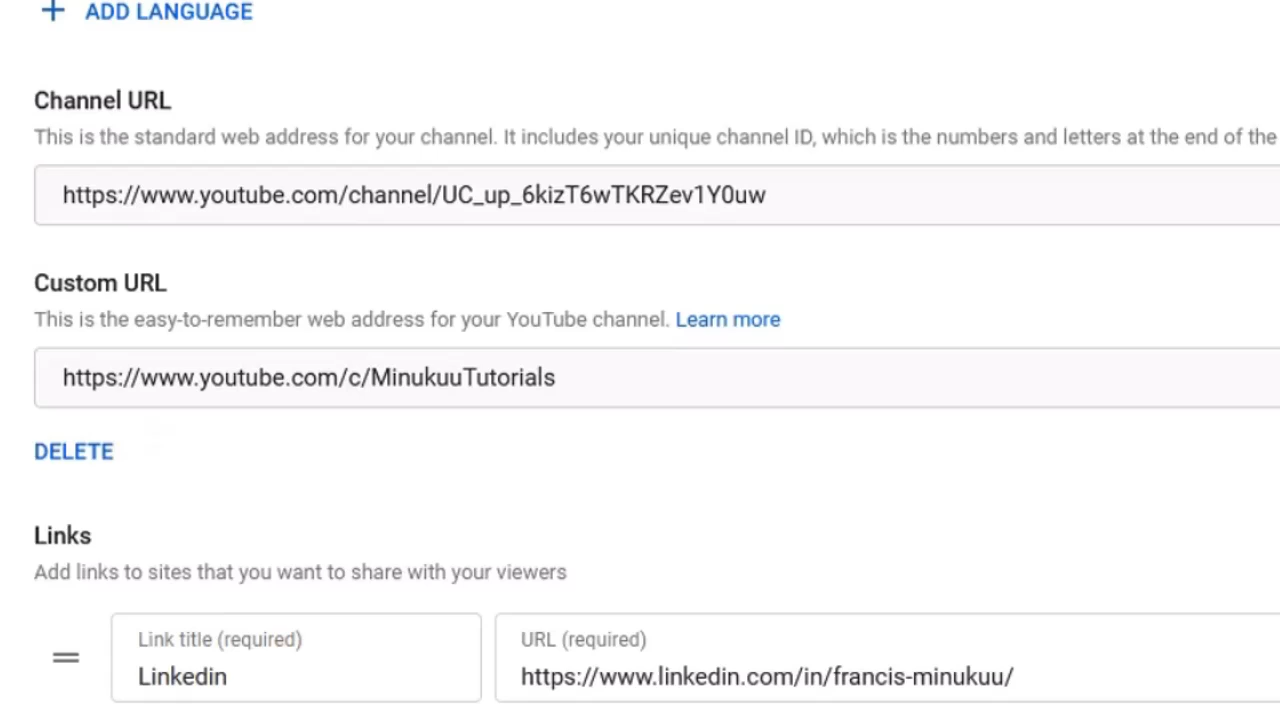 + ADD LANGUAGE
Channel URL
This is the standard web address for your channel. It includes your unique channel ID, which is the numbers and letters at the end of the
https://www.youtube.com/channel/UC_up_6kizT6wTKRZev1Y0uw
Custom URL
This is the easy-to-remember web address for your YouTube channel. Learn more
https://www.youtube.com/c/MinukuuTutorials
DELETE
Links
Add links to sites that you want to share with your viewers
Link title (required) URL (required)
Linkedin https://www.linkedin.com/in/francis-minukuu/